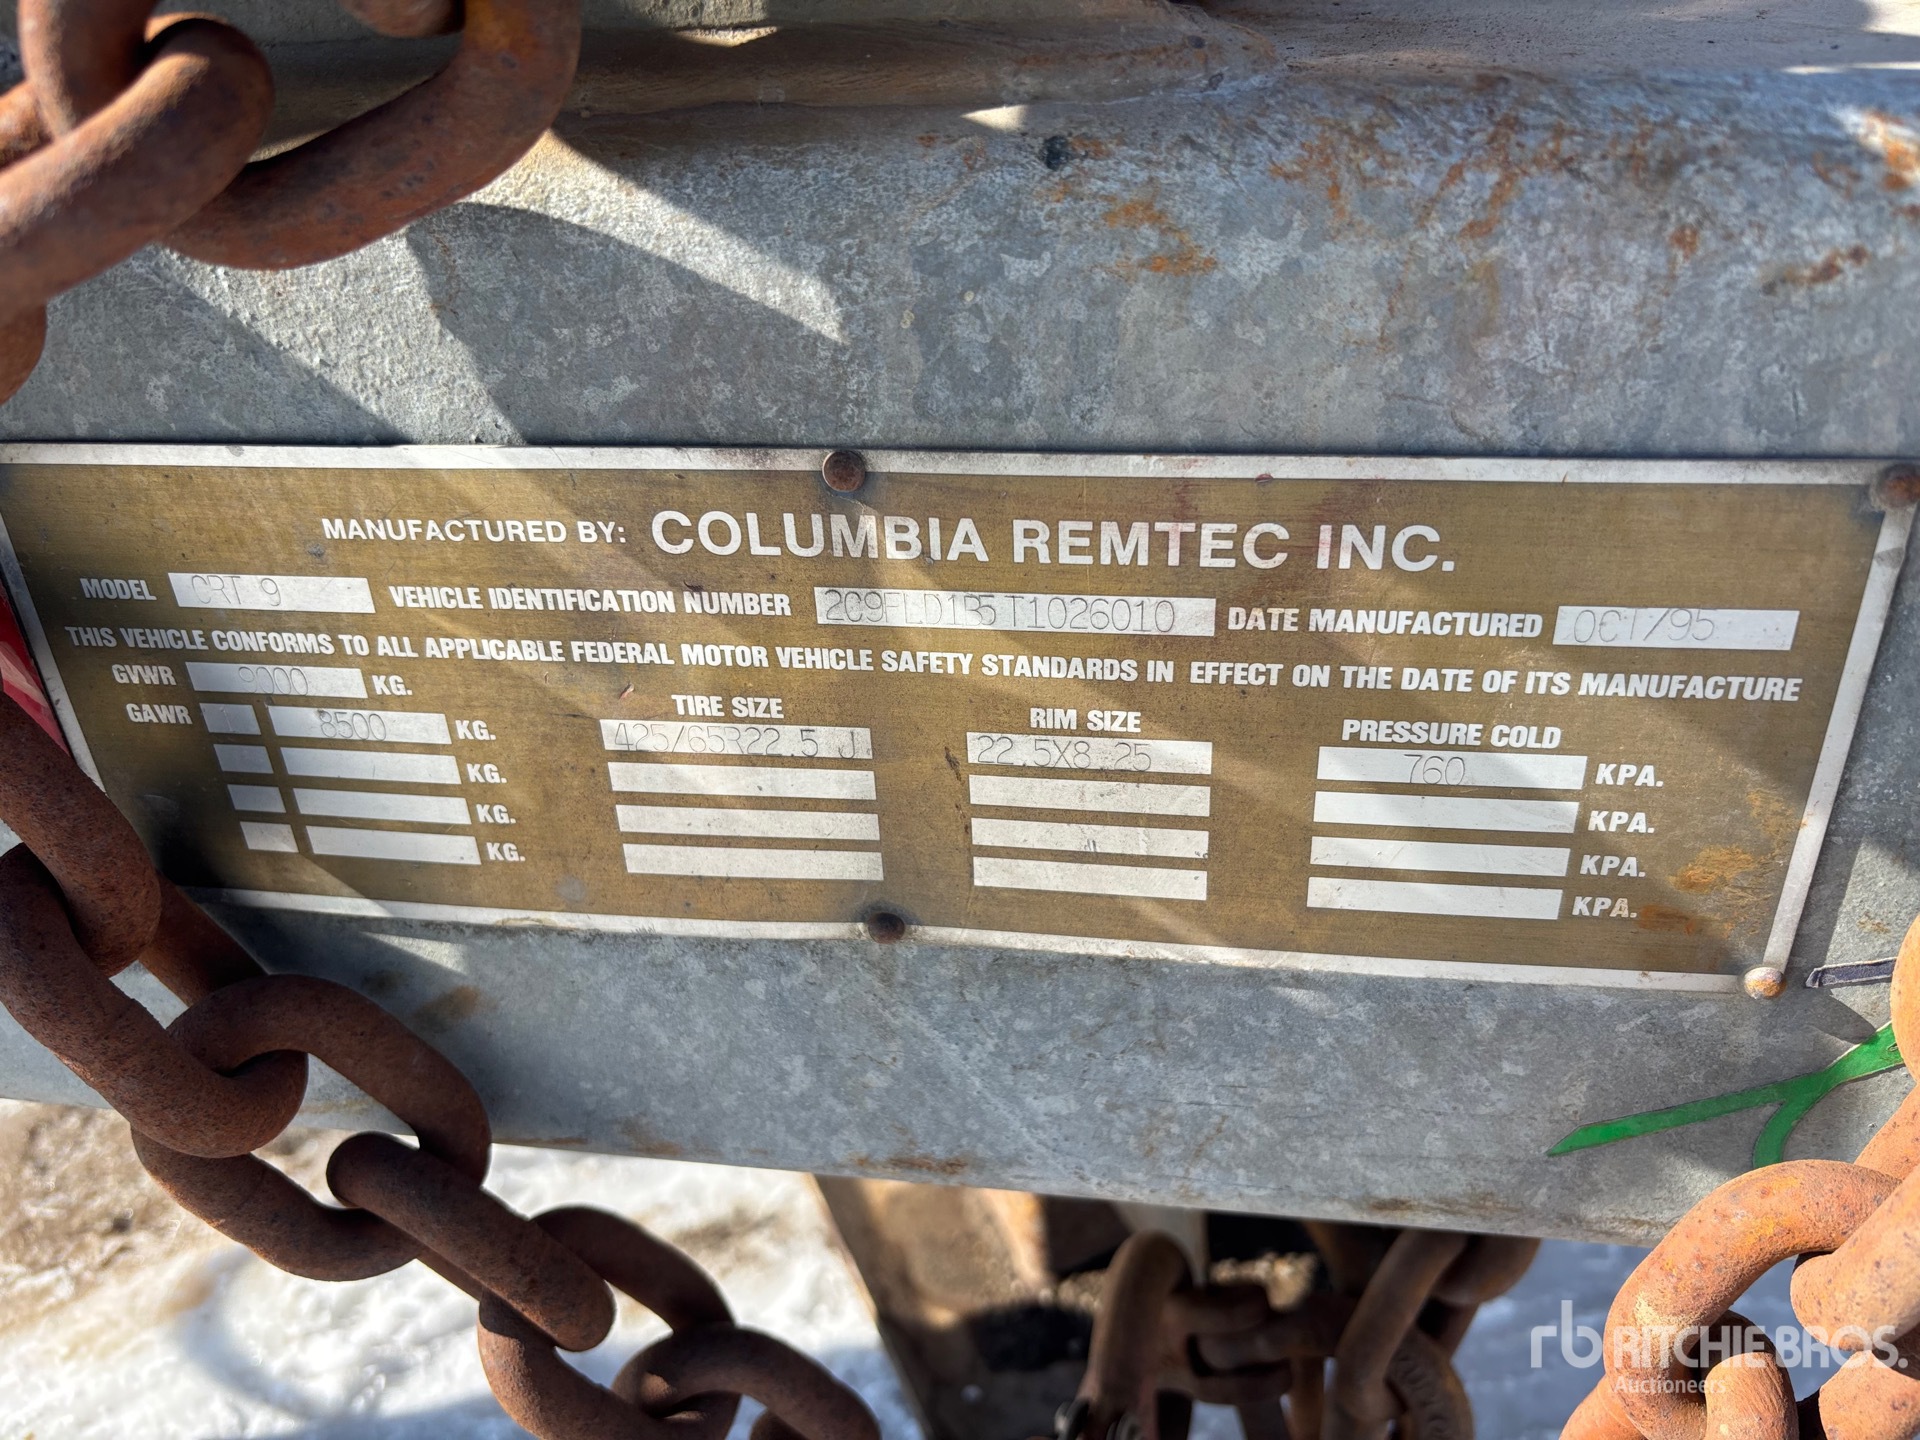 MANUFACTURED BY: COLUMBIA REMTEC INC.
MODEL CRT 9 VEHICLE IDENTIFICATION NUMBER 2C9FLD1B5T1026010 DATE MANUFACTURED OCT/95
THIS VEHICLE CONFORMS TO ALL APPLICABLE FEDERAL MOTOR VEHICLE SAFETY STANDARDS IN EFFECT ON THE DATE OF ITS MANUFACTURE
GVWR 9000 KG. TIRE SIZE RIM SIZE PRESSURE COLD
GAWR 1 8500 KG. 425/65R22.5 J 22.5X8.25 760 KPA.
KG. KPA.
KG. KPA.
KG. KPA.
rb RITCHIE BROS.
Auctioneers